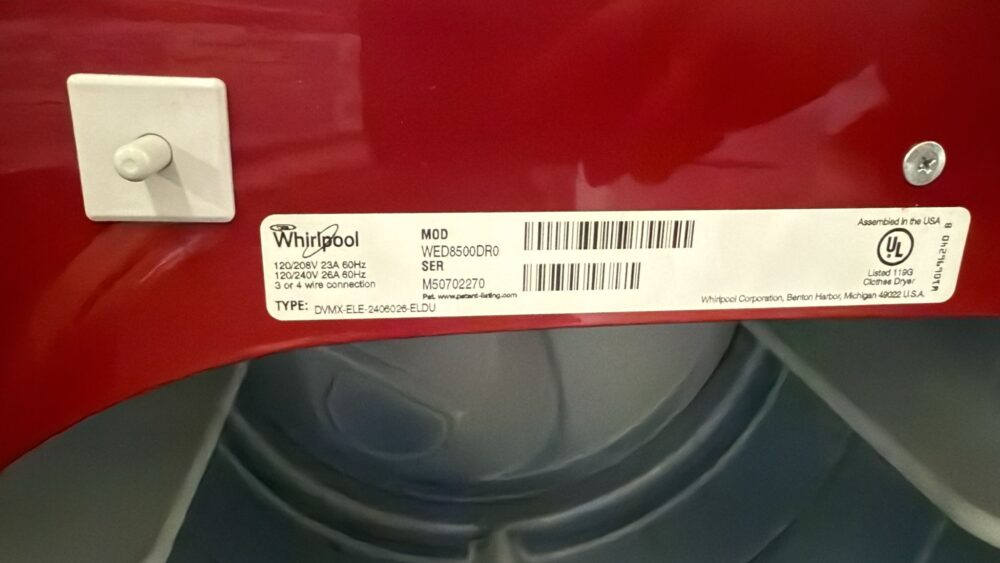 Whirlpool
120/208V 23A 60Hz
120/240V 26A 60Hz
3 or 4 wire connection
TYPE: DVMX-ELE-2406026-ELDU
MOD
WED8500DR0
SER
M50702270
Pat. www.patent-listing.com
Assembled in the USA
UL
Listed 119G
Clothes Dryer
Whirlpool Corporation, Benton Harbor, Michigan 49022 U.S.A.